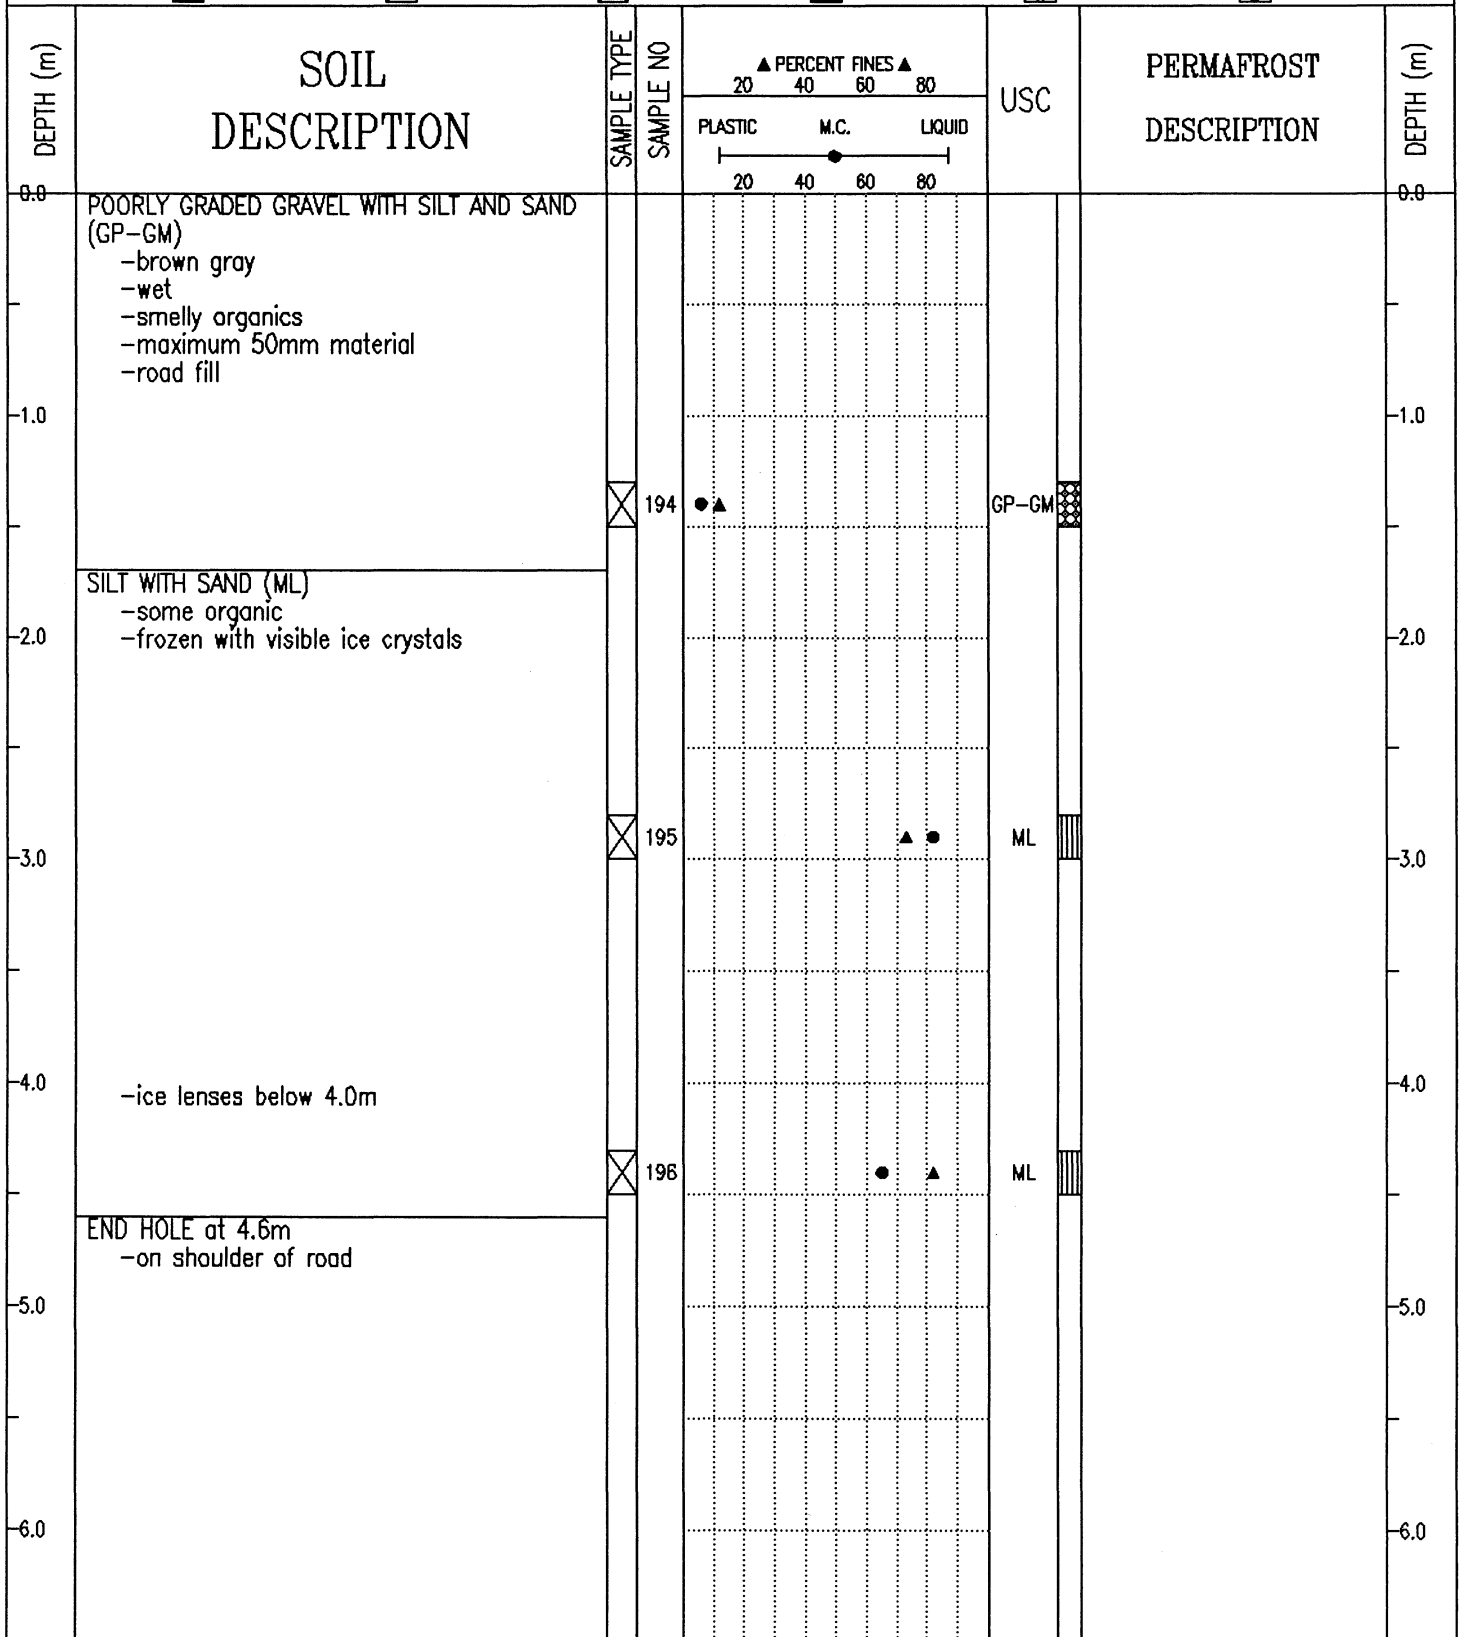 DEPTH (m)
SOIL
DESCRIPTION
SAMPLE TYPE
SAMPLE NO
▲ PERCENT FINES ▲
20 40 60 80
PLASTIC M.C. LIQUID
20 40 60 80
USC
PERMAFROST
DESCRIPTION
DEPTH (m)
0.0 0.0
POORLY GRADED GRAVEL WITH SILT AND SAND
(GP-GM)
-brown gray
-wet
-smelly organics
-maximum 50mm material
-road fill
1.0 1.0
194 GP-GM
SILT WITH SAND (ML)
-some organic
2.0 -frozen with visible ice crystals 2.0
195 ML
3.0 3.0
4.0 4.0
-ice lenses below 4.0m
196 ML
END HOLE at 4.6m
-on shoulder of road
5.0 5.0
6.0 6.0